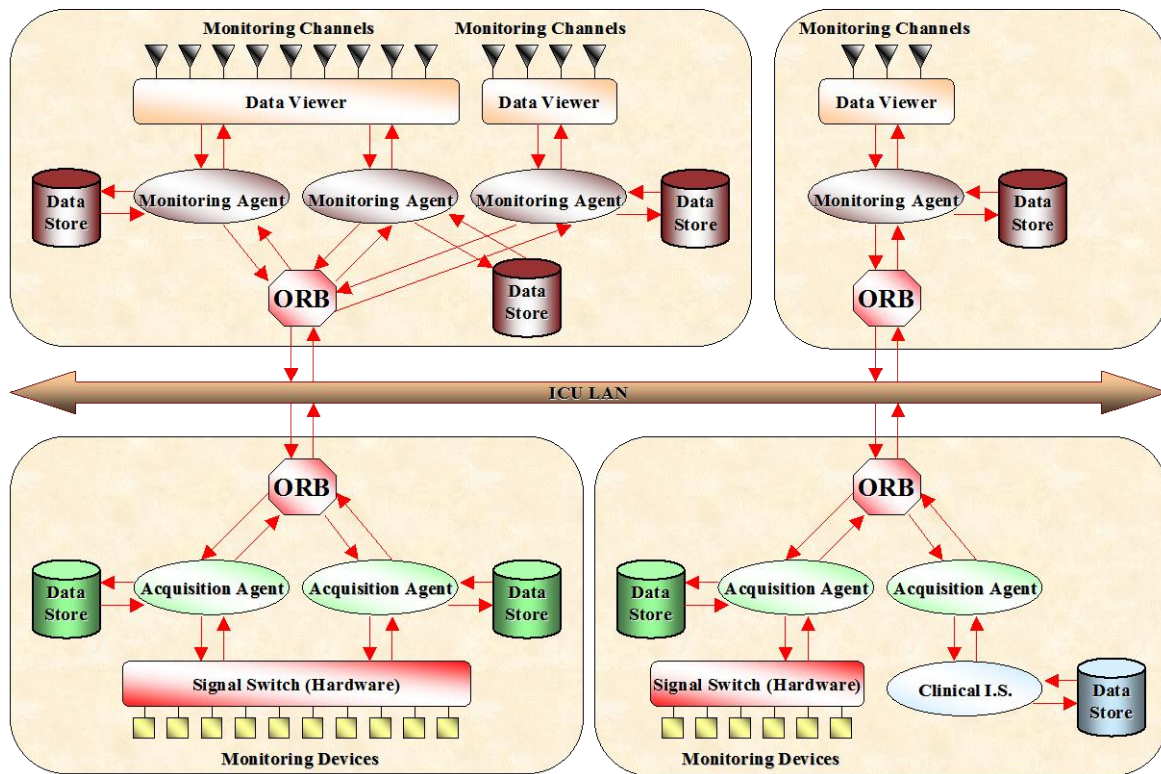 Monitoring Channels
Monitoring Channels
Monitoring Channels
Data Viewer
Data Viewer
Data Viewer
Data
Store
Monitoring Agent
Monitoring Agent
Monitoring Agent
Data
Store
Monitoring Agent
Data
Store
ORB
Data
Store
ORB
ICU LAN
ORB
ORB
Data
Store
Acquisition Agent
Acquisition Agent
Data
Store
Data
Store
Acquisition Agent
Acquisition Agent
Signal Switch (Hardware)
Signal Switch (Hardware)
Clinical I.S.
Data
Store
Monitoring Devices
Monitoring Devices